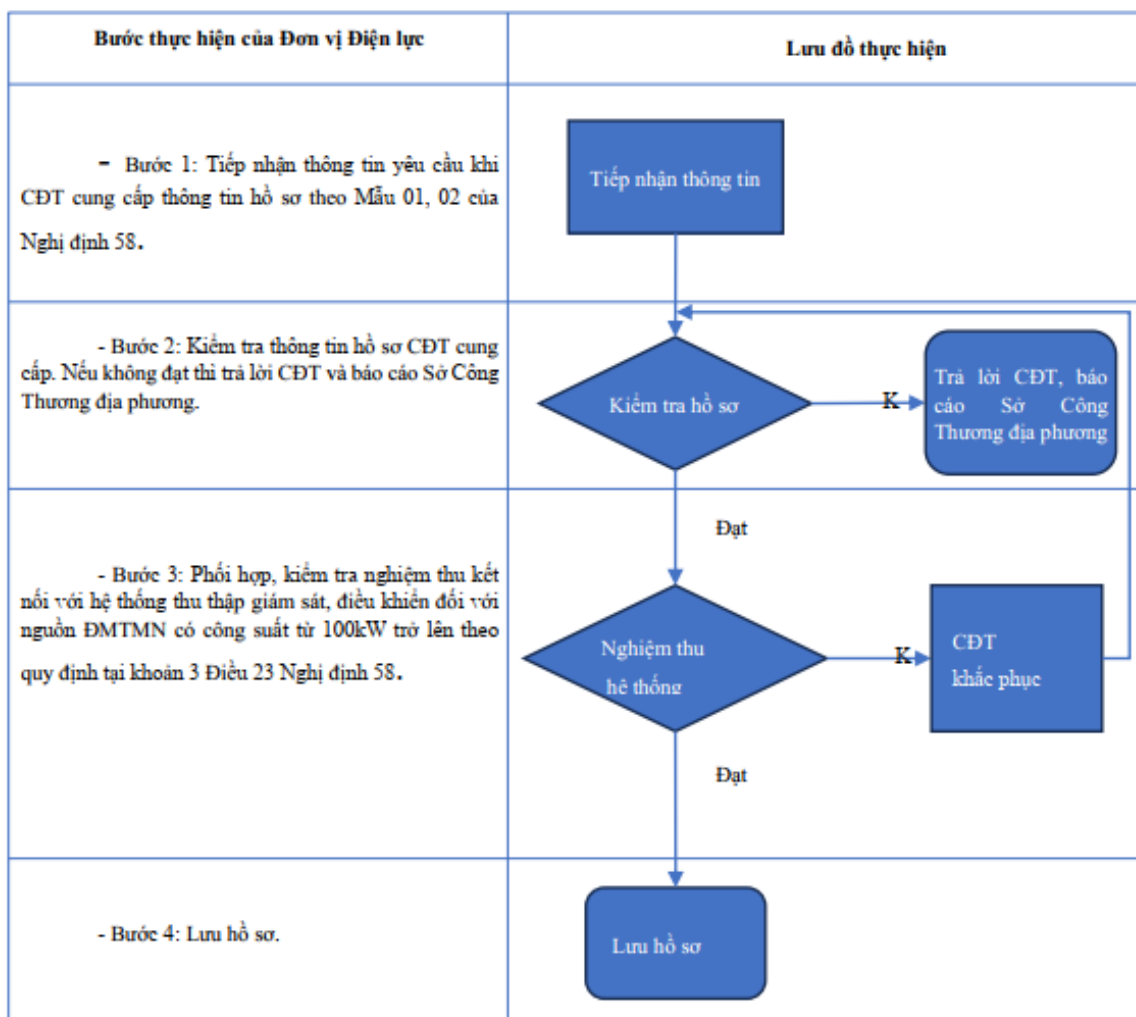 Bước thực hiện của Đơn vị Điện lực
Lưu đồ thực hiện
- Bước 1: Tiếp nhận thông tin yêu cầu khi
CĐT cung cấp thông tin hồ sơ theo Mẫu 01, 02 của
Nghị định 58.
Tiếp nhận thông tin
- Bước 2: Kiểm tra thông tin hồ sơ CĐT cung
cấp. Nếu không đạt thì trả lời CĐT và báo cáo Sở Công
Thương địa phương.
Kiểm tra hồ sơ
K
Trả lời CĐT, báo
cáo Sở Công
Thương địa phương
Đạt
- Bước 3: Phối hợp, kiểm tra nghiệm thu kết
nối với hệ thống thu thập giám sát, điều khiển đối với
nguồn ĐMTMN có công suất từ 100kW trở lên theo
quy định tại khoản 3 Điều 23 Nghị định 58.
Nghiệm thu
hệ thống
K
CĐT
khắc phục
Đạt
- Bước 4: Lưu hồ sơ.
Lưu hồ sơ